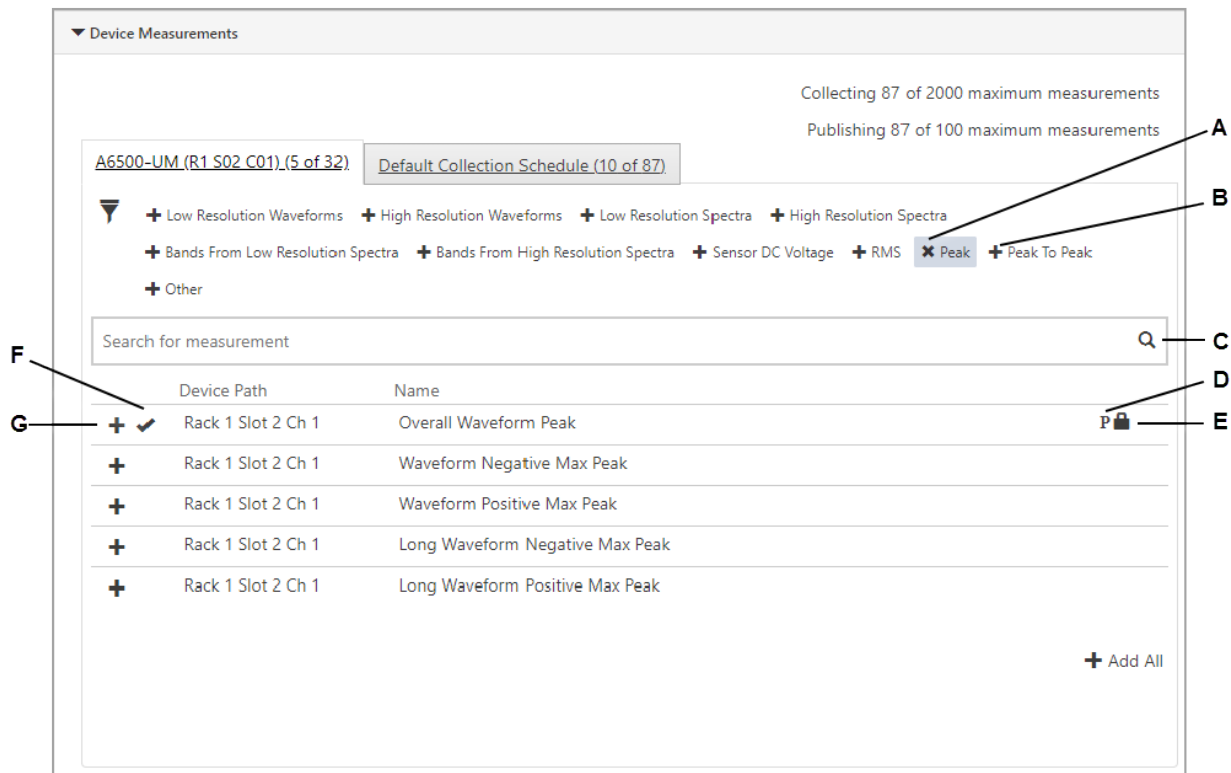 Device Measurements
Collecting 87 of 2000 maximum measurements
Publishing 87 of 100 maximum measurements
A
A6500-UM (R1 S02 C01) (5 of 32)
Default Collection Schedule (10 of 87)
B
Low Resolution Waveforms
High Resolution Waveforms
Low Resolution Spectra
High Resolution Spectra
Bands From Low Resolution Spectra
Bands From High Resolution Spectra
Sensor DC Voltage
RMS
Peak
Peak To Peak
Other
Search for measurement
C
F
D
Device Path
Name
G
Rack 1 Slot 2 Ch 1
Overall Waveform Peak
P
E
Rack 1 Slot 2 Ch 1
Waveform Negative Max Peak
Rack 1 Slot 2 Ch 1
Waveform Positive Max Peak
Rack 1 Slot 2 Ch 1
Long Waveform Negative Max Peak
Rack 1 Slot 2 Ch 1
Long Waveform Positive Max Peak
Add All